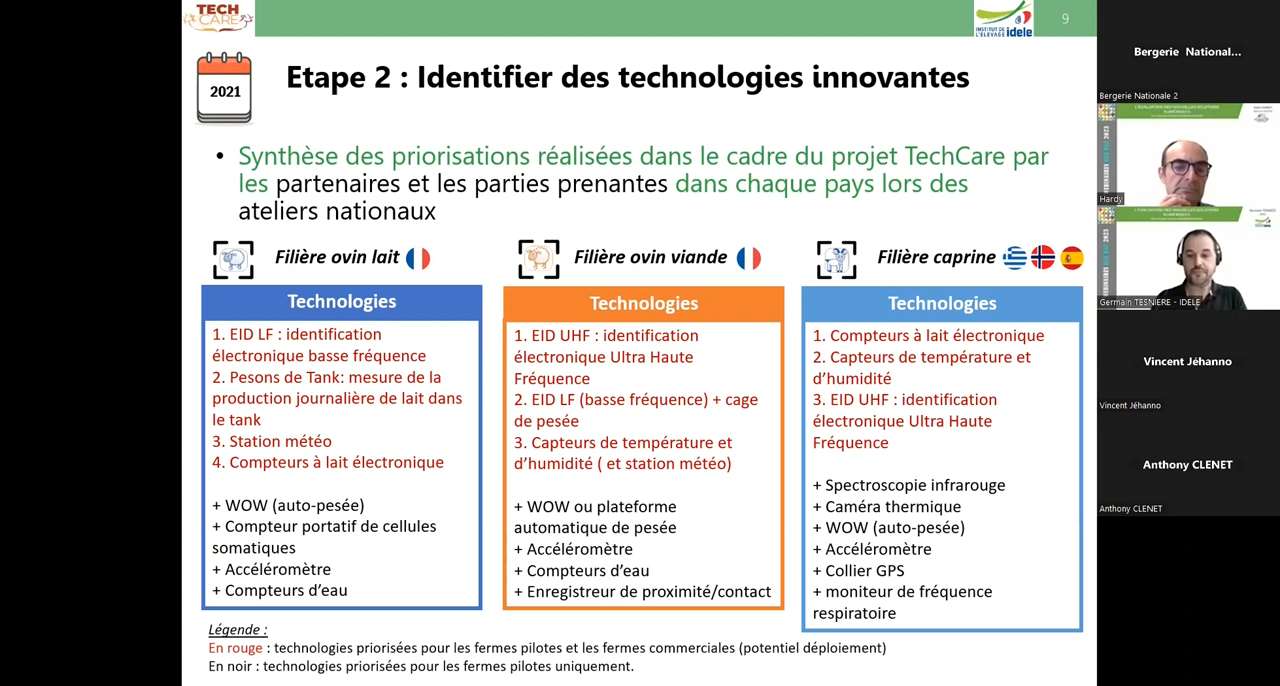 TECH
CARE
INSTITUT DE
L'ÉLEVAGE idele
9
2021
Etape 2 : Identifier des technologies innovantes
• Synthèse des priorisations réalisées dans le cadre du projet TechCare par
les partenaires et les parties prenantes dans chaque pays lors des
ateliers nationaux
Filière ovin lait
Technologies
1. EID LF : identification
électronique basse fréquence
2. Pesons de Tank: mesure de la
production journalière de lait dans
le tank
3. Station météo
4. Compteurs à lait électronique
+ WOW (auto-pesée)
+ Compteur portatif de cellules
somatiques
+ Accéléromètre
+ Compteurs d'eau
Filière ovin viande
Technologies
1. EID UHF : identification
électronique Ultra Haute
Fréquence
2. EID LF (basse fréquence) + cage
de pesée
3. Capteurs de température et
d'humidité ( et station météo)
+ WOW ou plateforme
automatique de pesée
+ Accéléromètre
+ Compteurs d'eau
+ Enregistreur de proximité/contact
Filière caprine
Technologies
1. Compteurs à lait électronique
2. Capteurs de température et
d'humidité
3. EID UHF : identification
électronique Ultra Haute
Fréquence
+ Spectroscopie infrarouge
+ Caméra thermique
+ WOW (auto-pesée)
+ Accéléromètre
+ Collier GPS
+ moniteur de fréquence
respiratoire
Légende :
En rouge : technologies priorisées pour les fermes pilotes et les fermes commerciales (potentiel déploiement)
En noir : technologies priorisées pour les fermes pilotes uniquement.
Bergerie National...
Bergerie Nationale 2
Hardy
Germain TESNIERE - IDELE
Vincent Jéhanno
Vincent Jéhanno
Anthony CLENET
Anthony CLENET